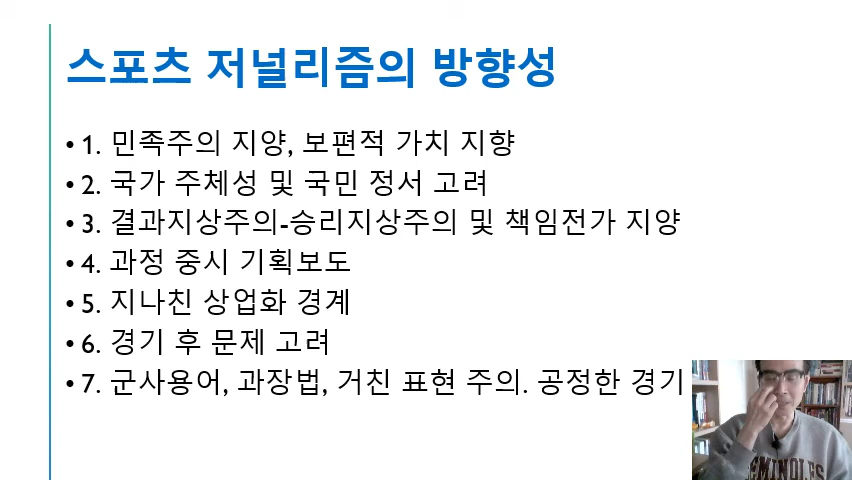 스포츠 저널리즘의 방향성
• 1. 민족주의 지양, 보편적 가치 지향
• 2. 국가 주체성 및 국민 정서 고려
• 3. 결과지상주의-승리지상주의 및 책임전가 지양
• 4. 과정 중시 기획보도
• 5. 지나친 상업화 경계
• 6. 경기 후 문제 고려
• 7. 군사용어, 과장법, 거친 표현 주의. 공정한 경기